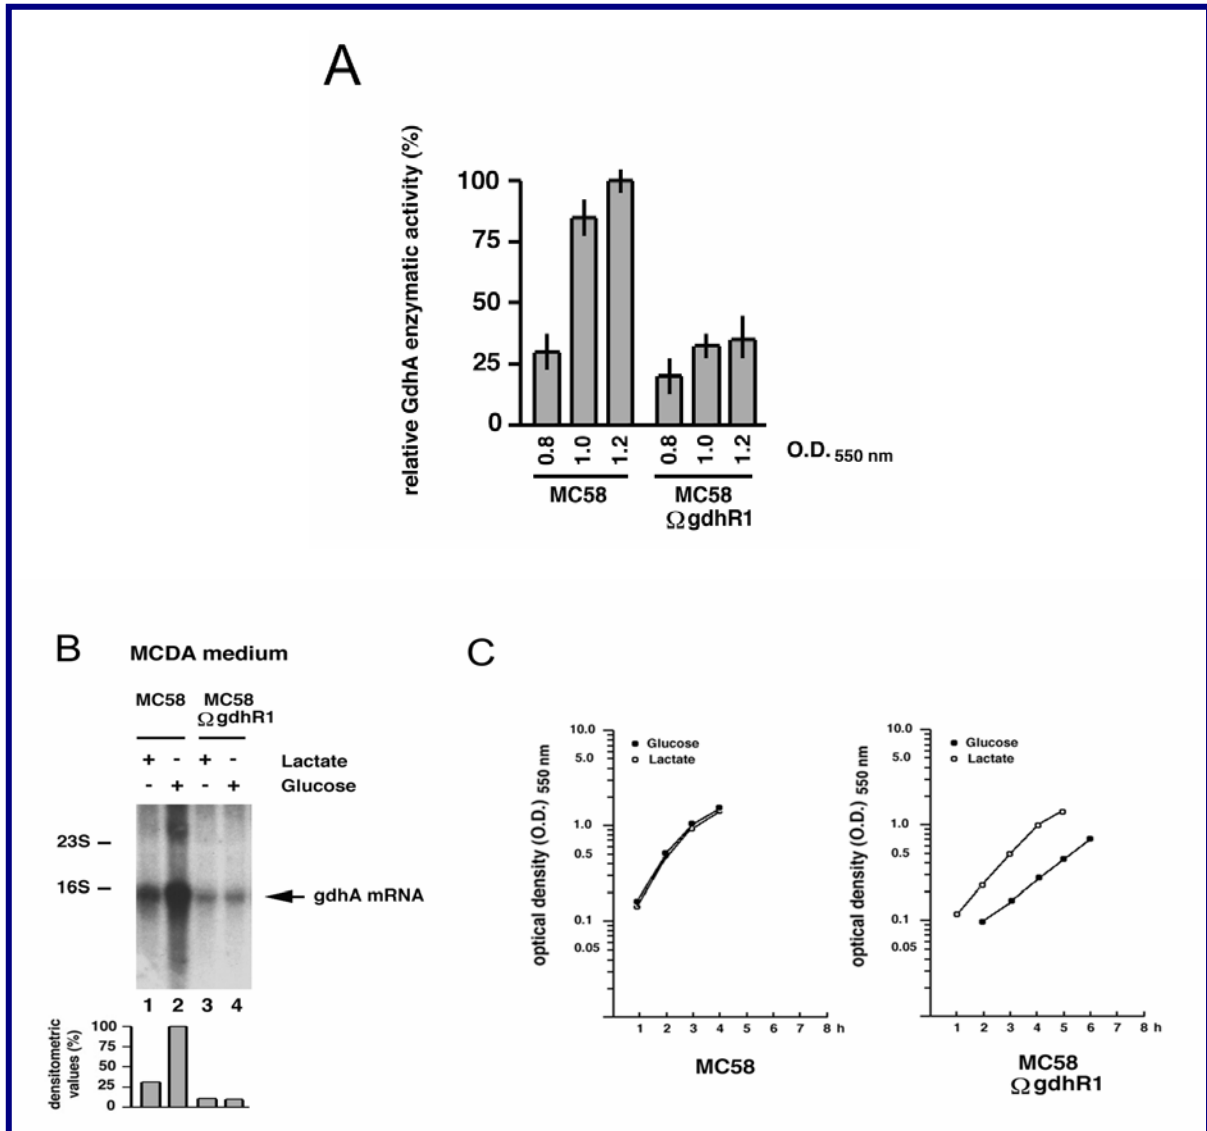 A
relative GdhA enzymatic activity (%)
100
75
50
25
0
0.8
1.0
1.2
0.8
1.0
1.2
O.D. 550 nm
MC58
MC58
ΩgdhR1
B
MCDA medium
MC58
MC58
ΩgdhR1
+ - + - Lactate
- + - + Glucose
23S
16S
gdhA mRNA
1 2 3 4
densitometric
values (%)
100
75
50
25
0
C
optical density (O.D.) 550 nm
10.0
5.0
1.0
0.5
0.1
0.05
Glucose
Lactate
1 2 3 4 5 6 7 8 h
MC58
optical density (O.D.) 550 nm
10.0
5.0
1.0
0.5
0.1
0.05
Glucose
Lactate
1 2 3 4 5 6 7 8 h
MC58
ΩgdhR1